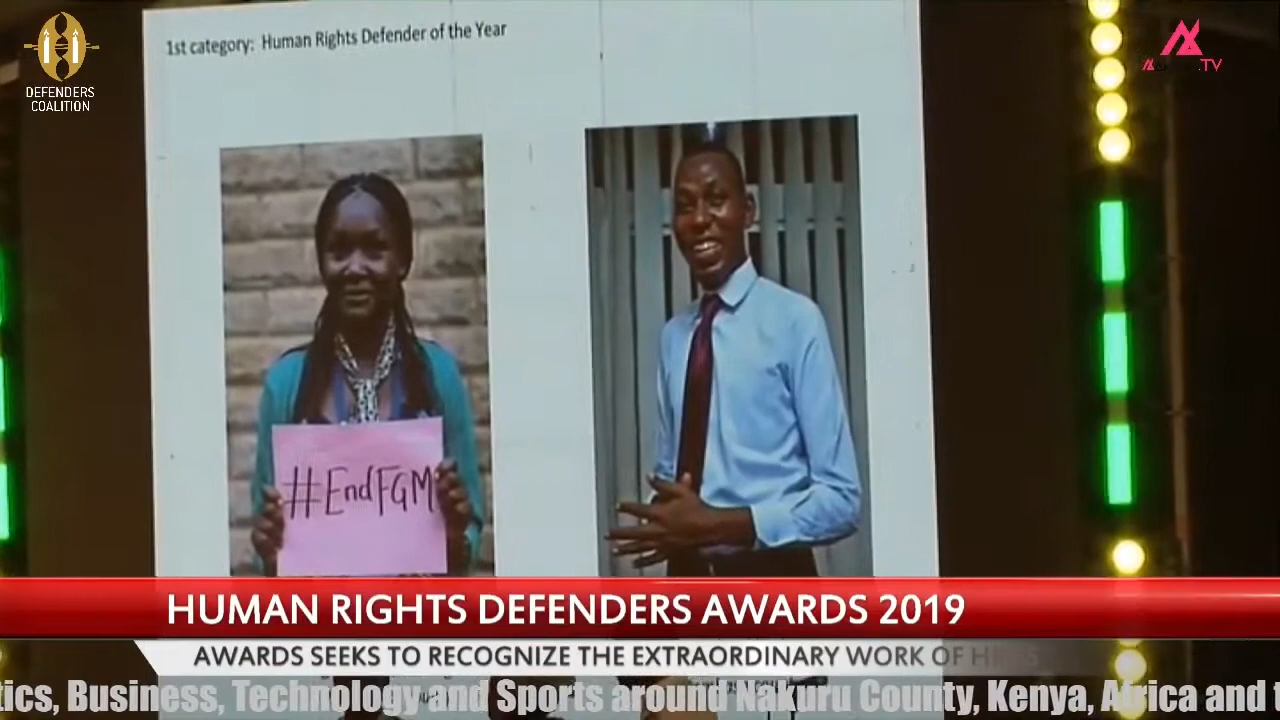 DEFENDERS
COALITION
1st category: Human Rights Defender of the Year
TV
#EndFGM
HUMAN RIGHTS DEFENDERS AWARDS 2019
AWARDS SEEKS TO RECOGNIZE THE EXTRAORDINARY WORK OF
tics, Business, Technology and Sports around Nakuru County, Kenya, Africa and t